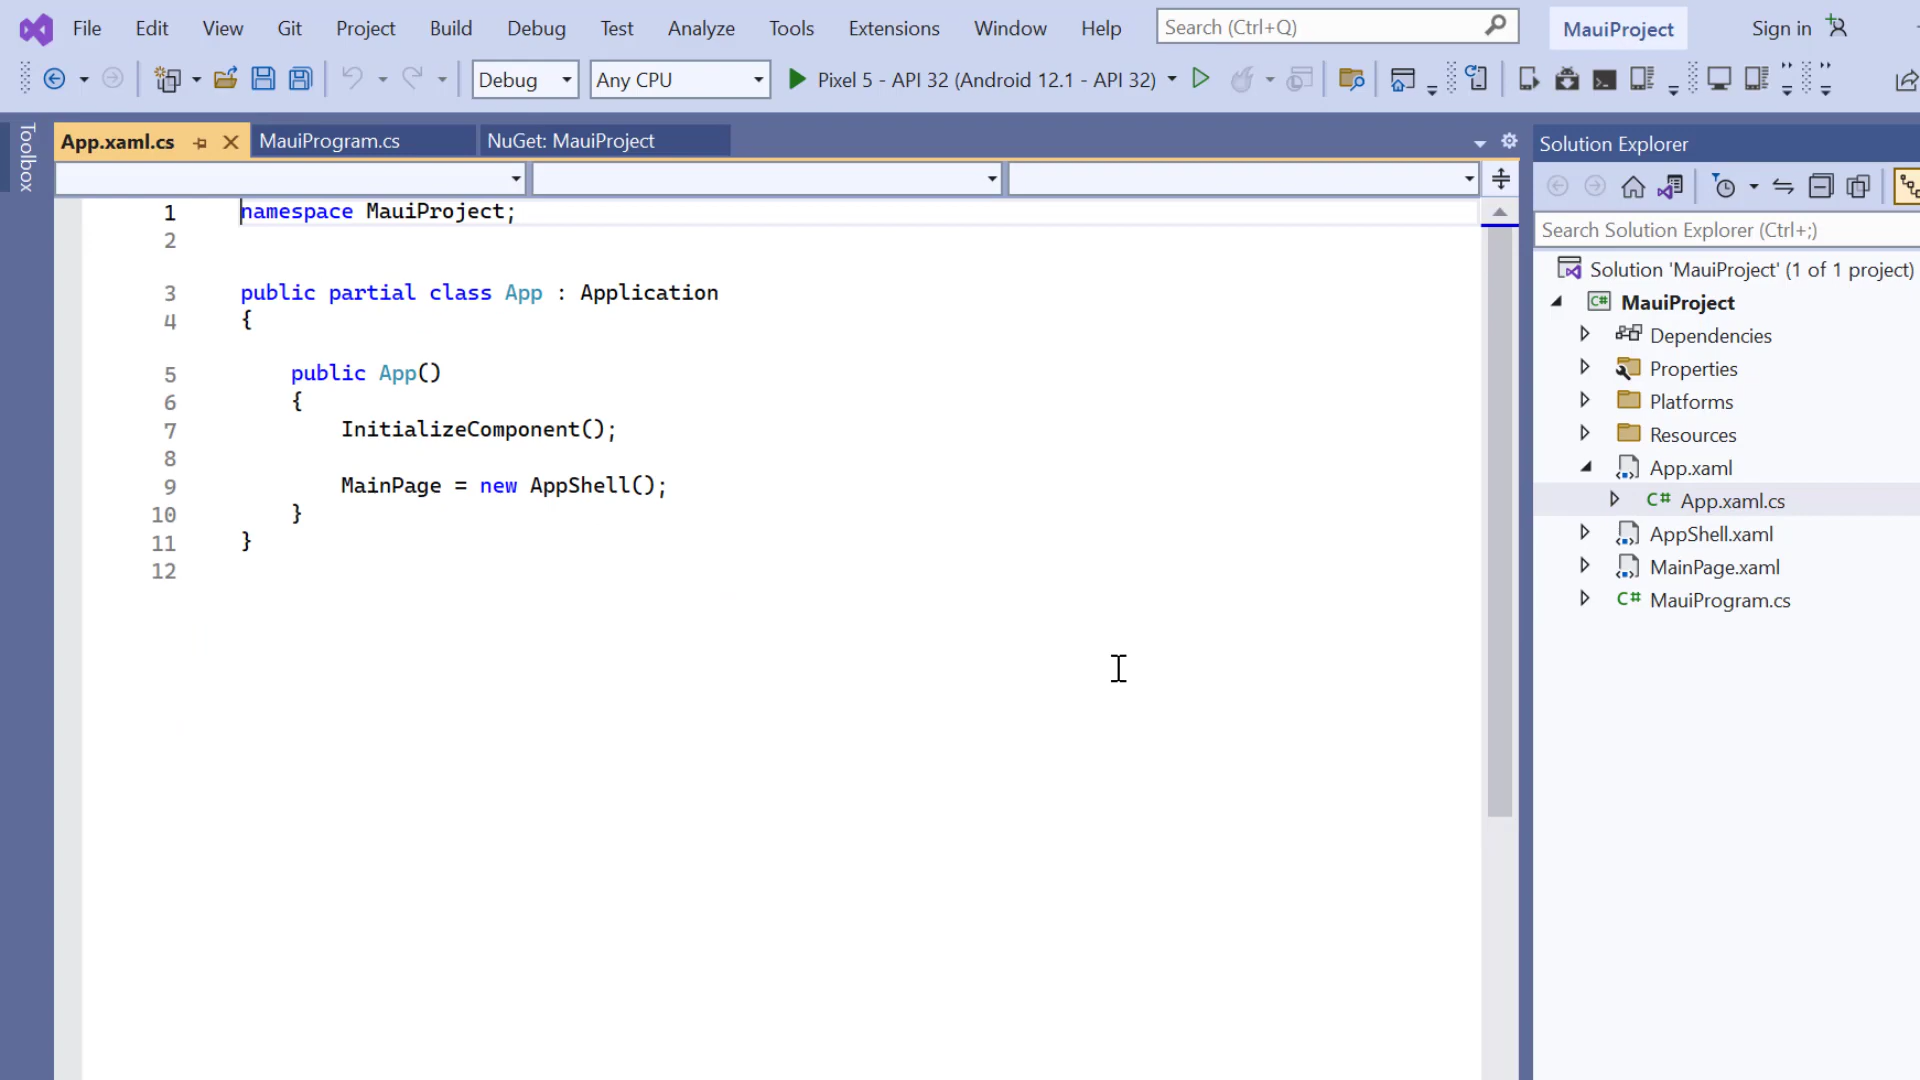 File Edit View Git Project Build Debug Test Analyze Tools Extensions Window Help Search (Ctrl+Q) MauiProject Sign in
Debug Any CPU Pixel 5 - API 32 (Android 12.1 - API 32)
Toolbox
App.xaml.cs MauiProgram.cs NuGet: MauiProject
1 namespace MauiProject;
2
3 public partial class App : Application
4 {
5 public App()
6 {
7 InitializeComponent();
8
9 MainPage = new AppShell();
10 }
11 }
12
Solution Explorer
Search Solution Explorer (Ctrl+;)
Solution 'MauiProject' (1 of 1 project)
C# MauiProject
Dependencies
Properties
Platforms
Resources
App.xaml
C# App.xaml.cs
AppShell.xaml
MainPage.xaml
C# MauiProgram.cs